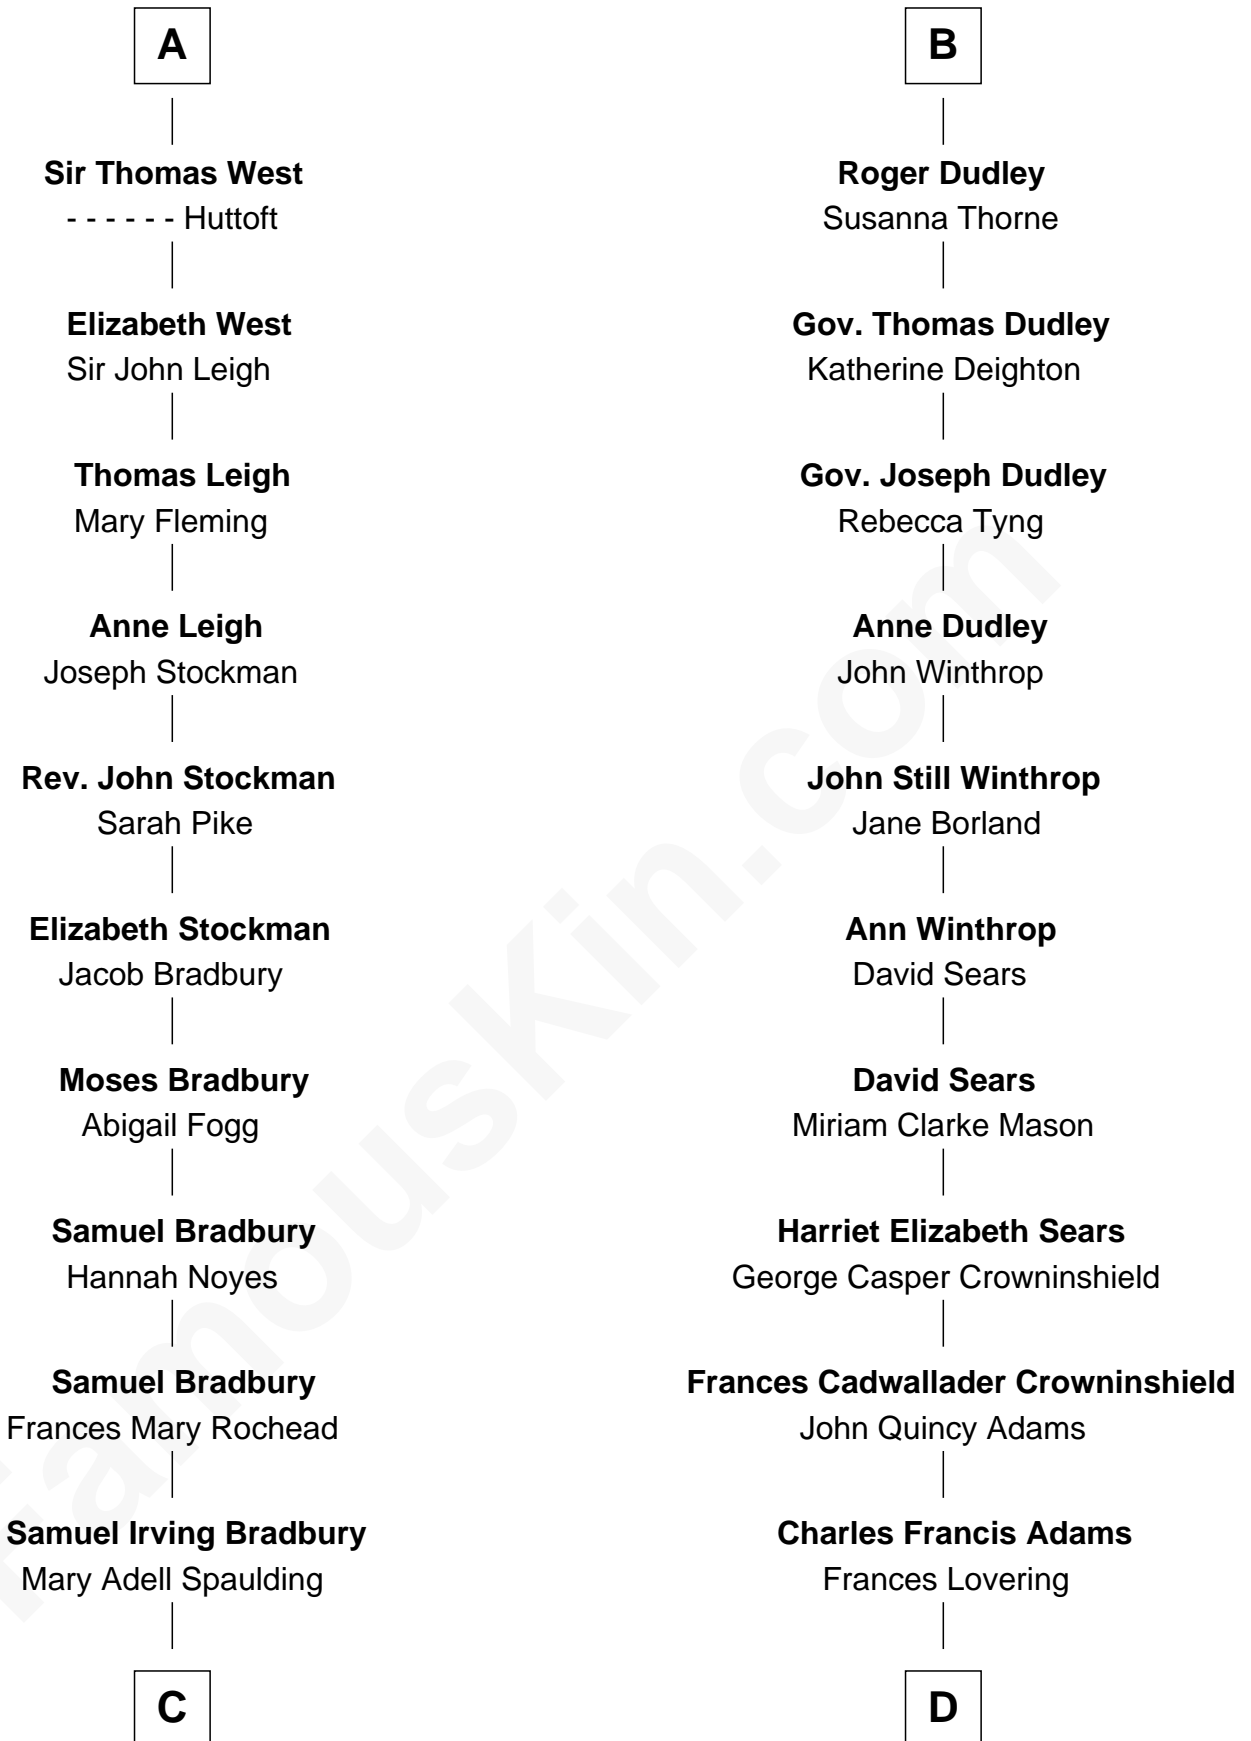 A
Sir Thomas West
- - - - - - Huttoft
Elizabeth West
Sir John Leigh
Thomas Leigh
Mary Fleming
Anne Leigh
Joseph Stockman
Rev. John Stockman
Sarah Pike
Elizabeth Stockman
Jacob Bradbury
Moses Bradbury
Abigail Fogg
Samuel Bradbury
Hannah Noyes
Samuel Bradbury
Frances Mary Rochead
Samuel Irving Bradbury
Mary Adell Spaulding
C
B
Roger Dudley
Susanna Thorne
Gov. Thomas Dudley
Katherine Deighton
Gov. Joseph Dudley
Rebecca Tyng
Anne Dudley
John Winthrop
John Still Winthrop
Jane Borland
Ann Winthrop
David Sears
David Sears
Miriam Clarke Mason
Harriet Elizabeth Sears
George Casper Crowninshield
Frances Cadwallader Crowninshield
John Quincy Adams
Charles Francis Adams
Frances Lovering
D
FamousKin.com